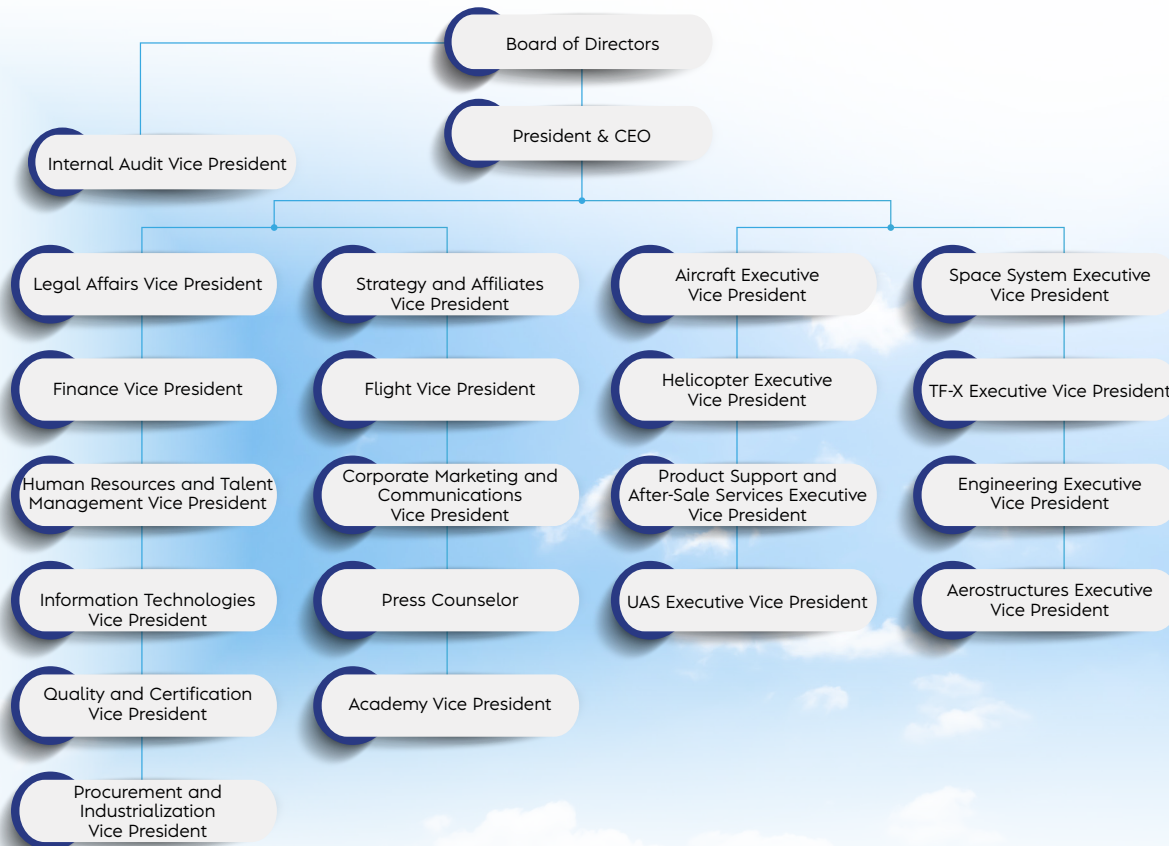 Board of Directors
President & CEO
Internal Audit Vice President
Legal Affairs Vice President
Finance Vice President
Human Resources and Talent
Management Vice President
Information Technologies
Vice President
Quality and Certification
Vice President
Procurement and
Industrialization
Vice President
Strategy and Affiliates
Vice President
Flight Vice President
Corporate Marketing and
Communications
Vice President
Press Counselor
Academy Vice President
Aircraft Executive
Vice President
Helicopter Executive
Vice President
Product Support and
After-Sale Services Executive
Vice President
UAS Executive Vice President
Space System Executive
Vice President
TF-X Executive Vice President
Engineering Executive
Vice President
Aerostructures Executive
Vice President